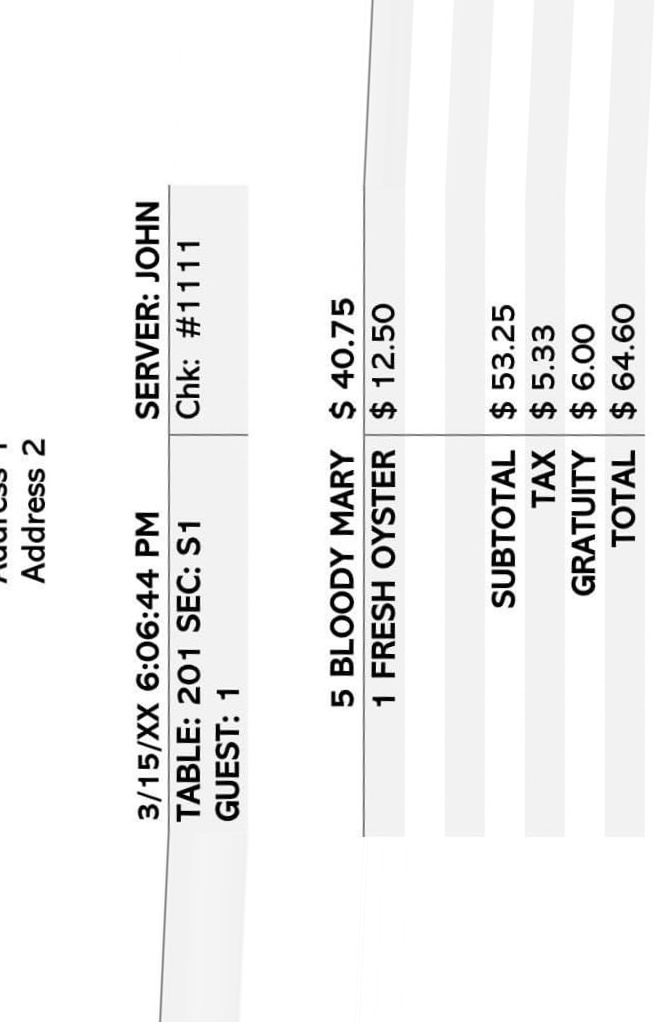 Address 2
3/15/XX 6:06:44 PM SERVER: JOHN
TABLE: 201 SEC: S1 Chk: #1111
GUEST: 1
5 BLOODY MARY $ 40.75
1 FRESH OYSTER $ 12.50
SUBTOTAL $ 53.25
TAX $ 5.33
GRATUITY $ 6.00
TOTAL $ 64.60